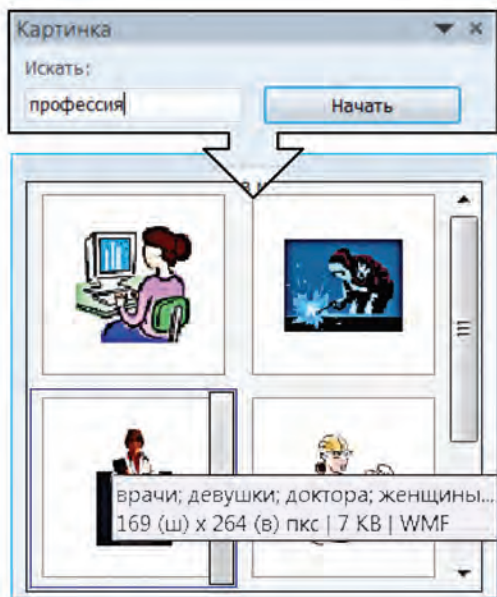 Картинка
Искать:
профессия
Начать
врачи; девушки; доктора; женщины...
169 (ш) x 264 (в) пкс | 7 KB | WMF